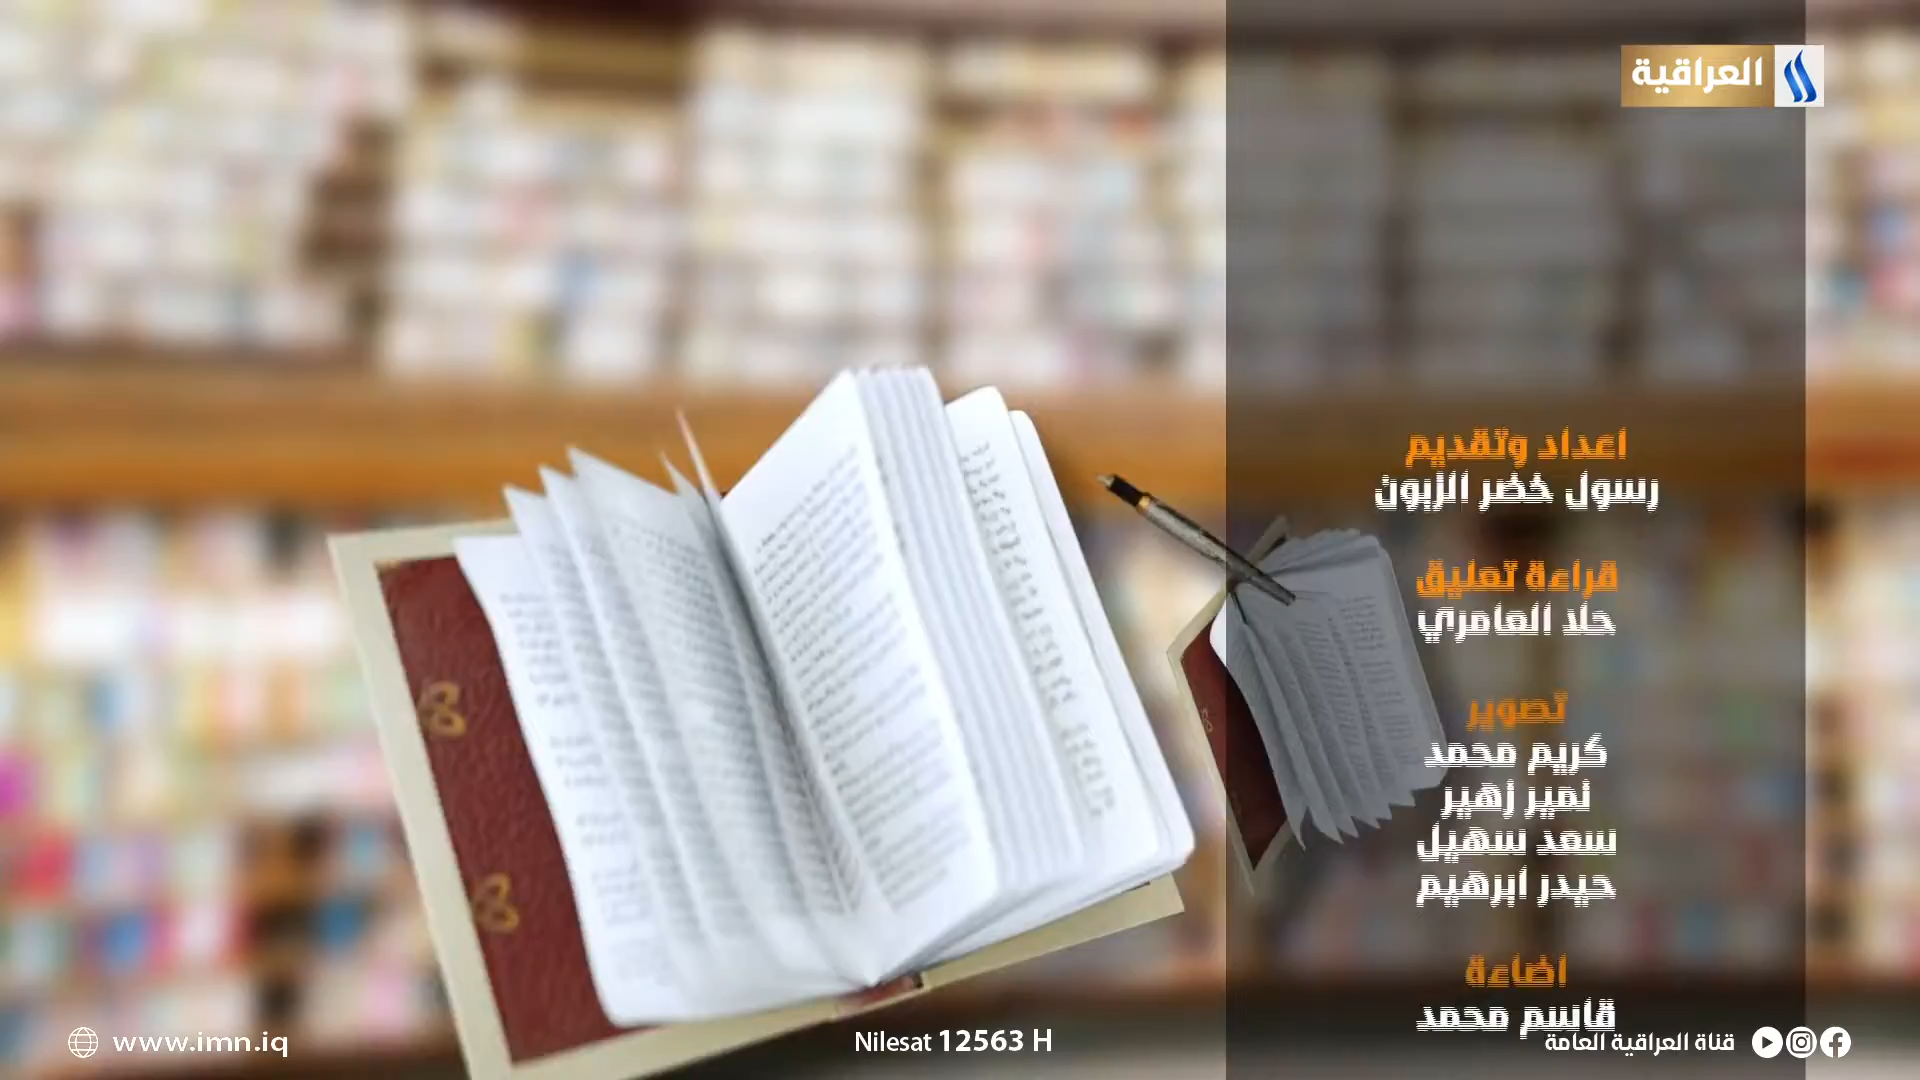 العراقية
اعداد وتقديم
رسول خضر الزبون
قراءة تعليق
حلا العامري
تصوير
كريم محمد
نمير زهير
سعد سهيل
حيدر ابرهيم
اضاءة
قاسم محمد
www.imn.iq
Nilesat 12563 H
قناة العراقية العامة